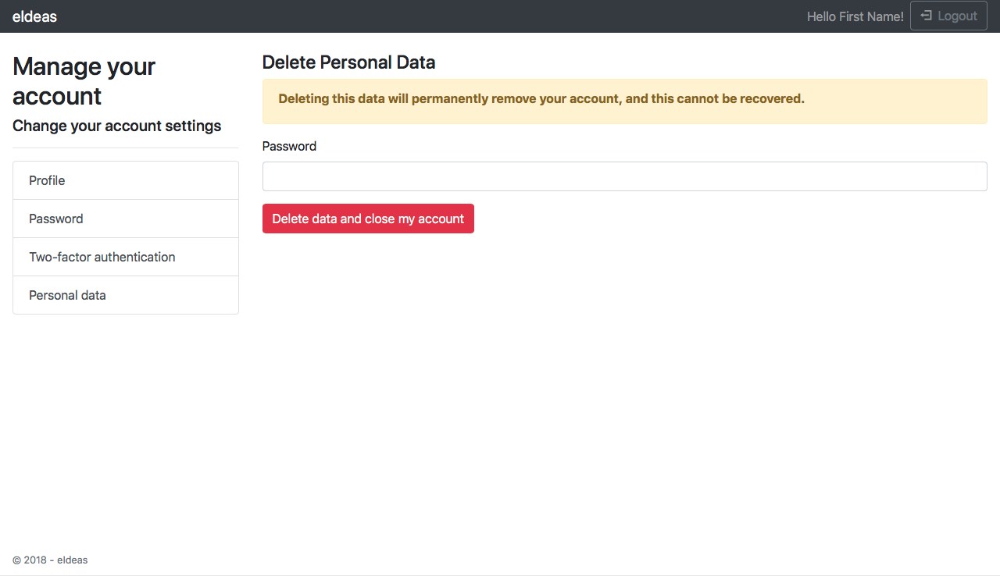 eIdeas
Hello First Name!
Logout
Manage your
account
Change your account settings
Profile
Password
Two-factor authentication
Personal data
Delete Personal Data
Deleting this data will permanently remove your account, and this cannot be recovered.
Password
Delete data and close my account
© 2018 - eIdeas